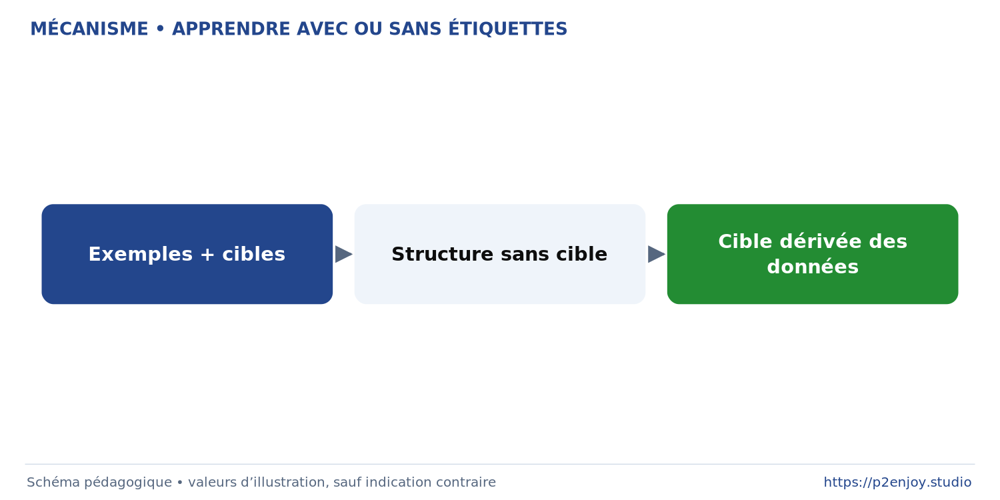 MÉCANISME • APPRENDRE AVEC OU SANS ÉTIQUETTES
Exemples + cibles
Structure sans cible
Cible dérivée des
données
Schéma pédagogique • valeurs d’illustration, sauf indication contraire
https://p2enjoy.studio